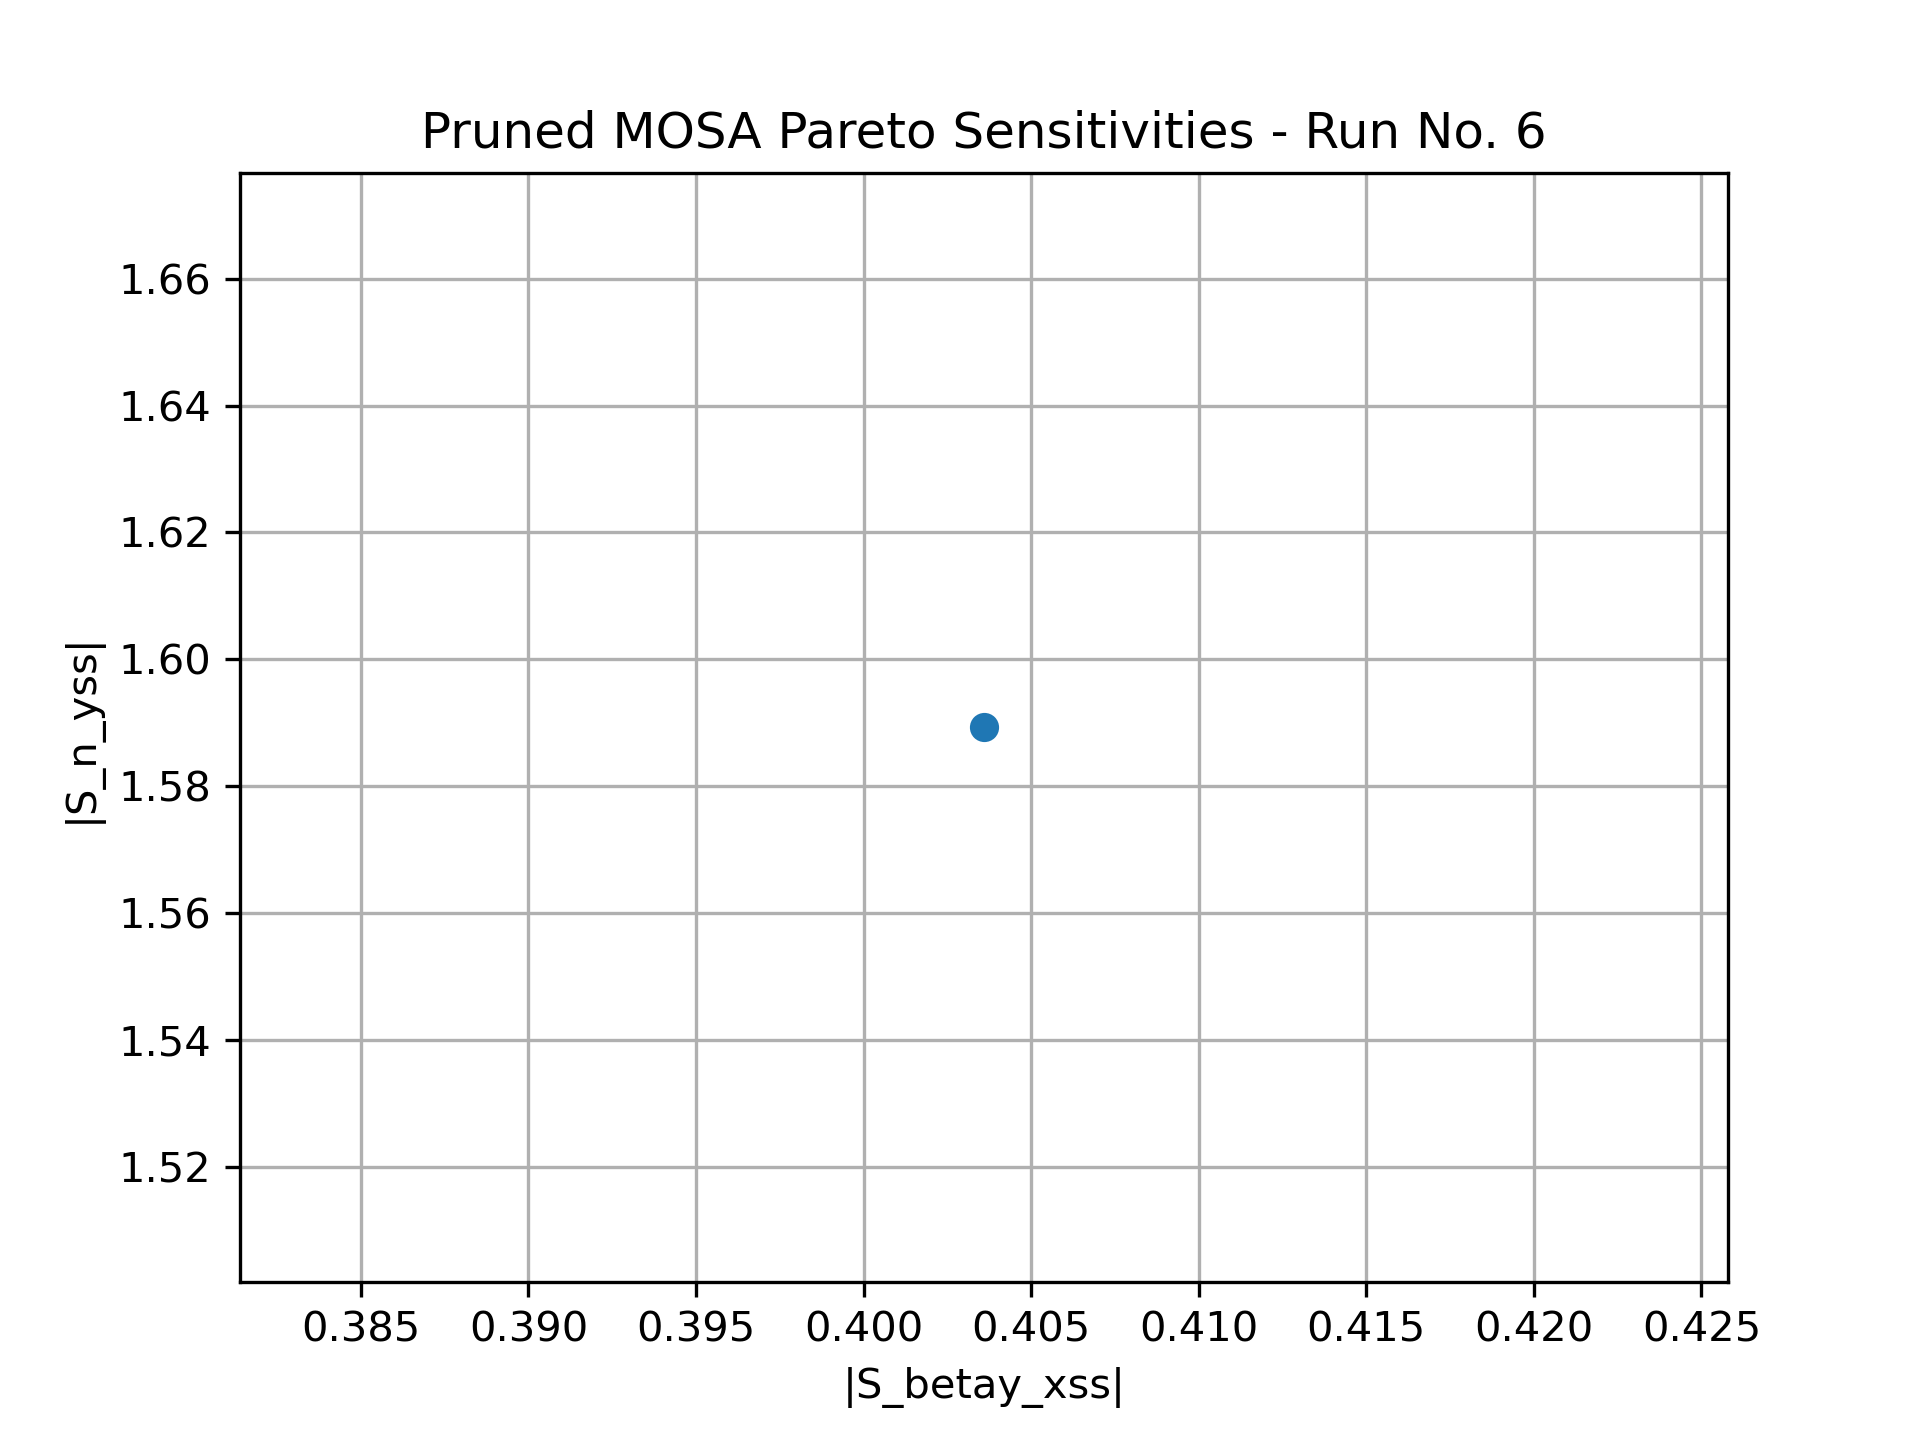 Pruned MOSA Pareto Sensitivities - Run No. 6
|S_n_yss|
1.66
1.64
1.62
1.60
1.58
1.56
1.54
1.52
0.385 0.390 0.395 0.400 0.405 0.410 0.415 0.420 0.425
|S_betay_xss|